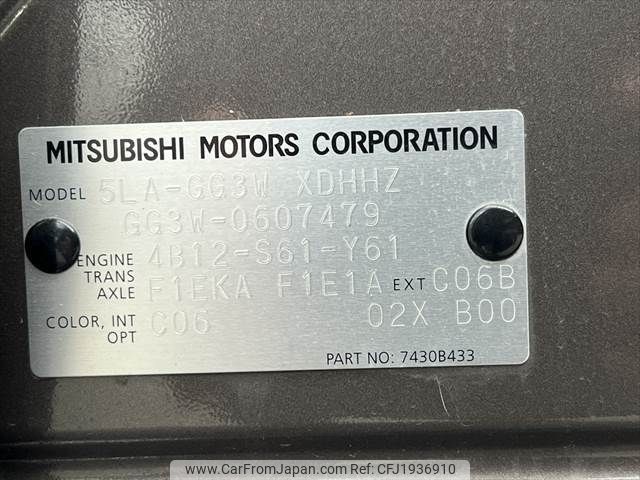 MITSUBISHI MOTORS CORPORATION
MODEL 5LA-GG3W XDHHZ
GG3W-0607479
ENGINE 4B12-S61-Y61
TRANS
AXLE F1EKA F1E1A EXT C06B
COLOR, INT C06 02X B00
OPT
PART NO: 7430B433
www.CarFromJapan.com | Ref No: CFJ1936910